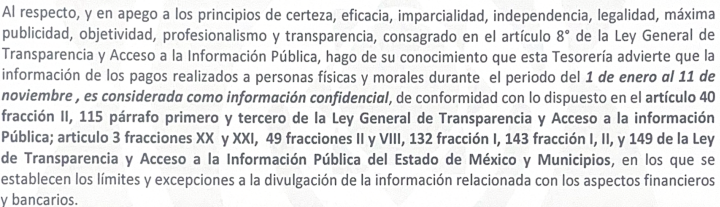 Al respecto, y en apego a los principios de certeza, eficacia, imparcialidad, independencia, legalidad, máxima
publicidad, objetividad, profesionalismo y transparencia, consagrado en el artículo 8° de la Ley General de
Transparencia y Acceso a la Información Pública, hago de su conocimiento que esta Tesorería advierte que la
información de los pagos realizados a personas físicas y morales durante el periodo del 1 de enero al 11 de
noviembre , es considerada como información confidencial, de conformidad con lo dispuesto en el artículo 40
fracción II, 115 párrafo primero y tercero de la Ley General de Transparencia y Acceso a la información
Pública; articulo 3 fracciones XX y XXI, 49 fracciones II y VIII, 132 fracción I, 143 fracción I, II, y 149 de la Ley
de Transparencia y Acceso a la Información Pública del Estado de México y Municipios, en los que se
establecen los límites y excepciones a la divulgación de la información relacionada con los aspectos financieros
y bancarios.